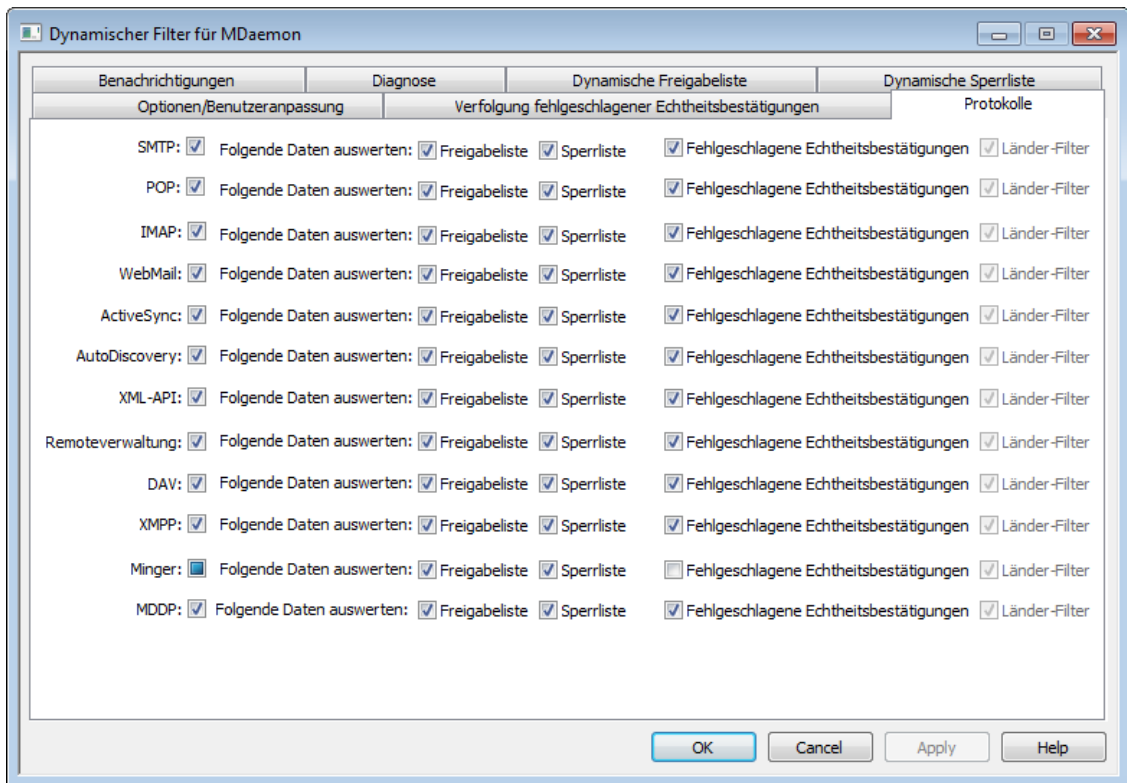 Dynamischer Filter für MDaemon
Benachrichtigungen Diagnose Dynamische Freigabeliste Dynamische Sperrliste
Optionen/Benutzeranpassung Verfolgung fehlgeschlagener Echtheitsbestätigungen Protokolle
SMTP: Folgende Daten auswerten: Freigabeliste Sperrliste Fehlgeschlagene Echtheitsbestätigungen Länder-Filter
POP: Folgende Daten auswerten: Freigabeliste Sperrliste Fehlgeschlagene Echtheitsbestätigungen Länder-Filter
IMAP: Folgende Daten auswerten: Freigabeliste Sperrliste Fehlgeschlagene Echtheitsbestätigungen Länder-Filter
WebMail: Folgende Daten auswerten: Freigabeliste Sperrliste Fehlgeschlagene Echtheitsbestätigungen Länder-Filter
ActiveSync: Folgende Daten auswerten: Freigabeliste Sperrliste Fehlgeschlagene Echtheitsbestätigungen Länder-Filter
AutoDiscovery: Folgende Daten auswerten: Freigabeliste Sperrliste Fehlgeschlagene Echtheitsbestätigungen Länder-Filter
XML-API: Folgende Daten auswerten: Freigabeliste Sperrliste Fehlgeschlagene Echtheitsbestätigungen Länder-Filter
Remoteverwaltung: Folgende Daten auswerten: Freigabeliste Sperrliste Fehlgeschlagene Echtheitsbestätigungen Länder-Filter
DAV: Folgende Daten auswerten: Freigabeliste Sperrliste Fehlgeschlagene Echtheitsbestätigungen Länder-Filter
XMPP: Folgende Daten auswerten: Freigabeliste Sperrliste Fehlgeschlagene Echtheitsbestätigungen Länder-Filter
Minger: Folgende Daten auswerten: Freigabeliste Sperrliste Fehlgeschlagene Echtheitsbestätigungen Länder-Filter
MDDP: Folgende Daten auswerten: Freigabeliste Sperrliste Fehlgeschlagene Echtheitsbestätigungen Länder-Filter
OK Cancel Apply Help